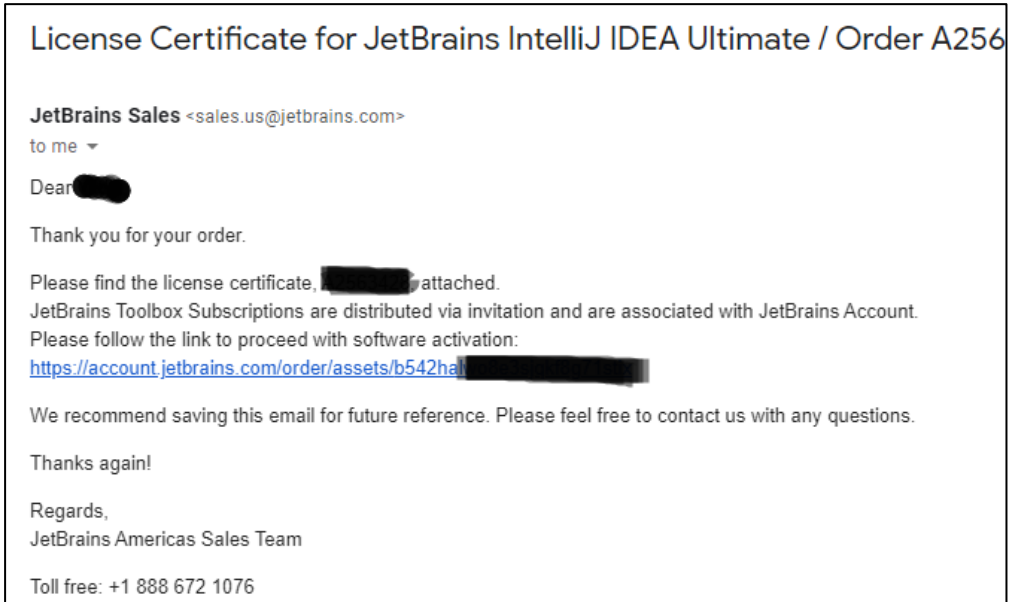 License Certificate for JetBrains IntelliJ IDEA Ultimate / Order A256
JetBrains Sales <sales.us@jetbrains.com>
to me
Dear
Thank you for your order.
Please find the license certificate, attached.
JetBrains Toolbox Subscriptions are distributed via invitation and are associated with JetBrains Account.
Please follow the link to proceed with software activation:
https://account.jetbrains.com/order/assets/b542hal
We recommend saving this email for future reference. Please feel free to contact us with any questions.
Thanks again!
Regards,
JetBrains Americas Sales Team
Toll free: +1 888 672 1076